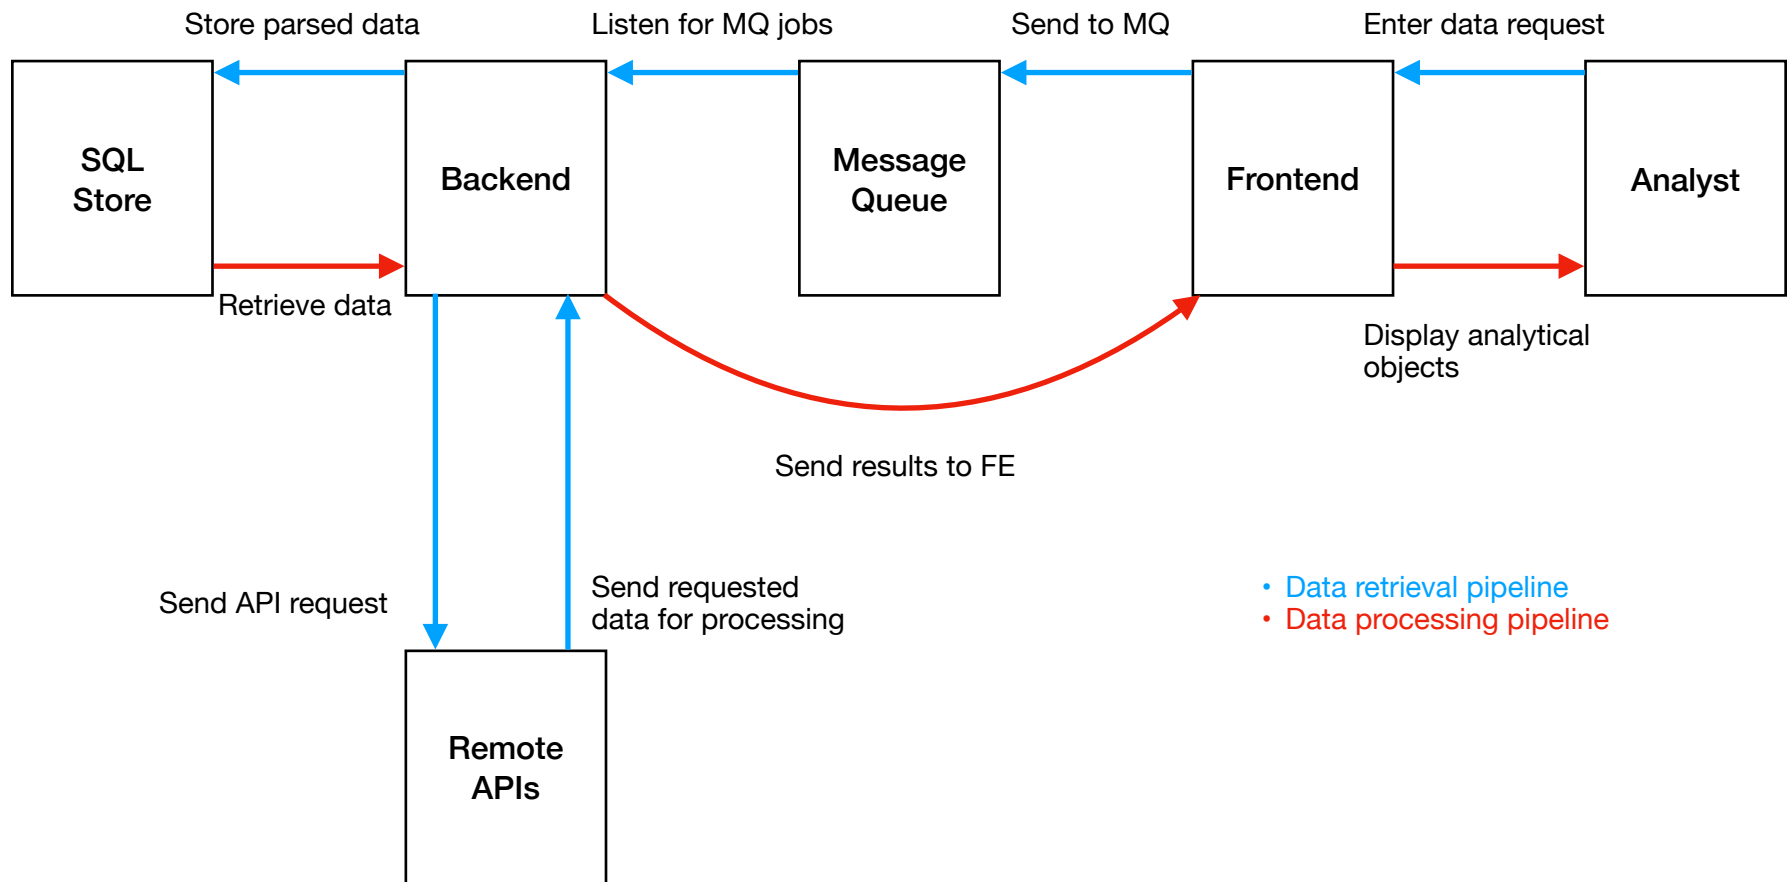 Store parsed data
Listen for MQ jobs
Send to MQ
Enter data request
SQL
Store
Backend
Message
Queue
Frontend
Analyst
Retrieve data
Display analytical
objects
Send results to FE
Send API request
Send requested
data for processing
• Data retrieval pipeline
• Data processing pipeline
Remote
APIs